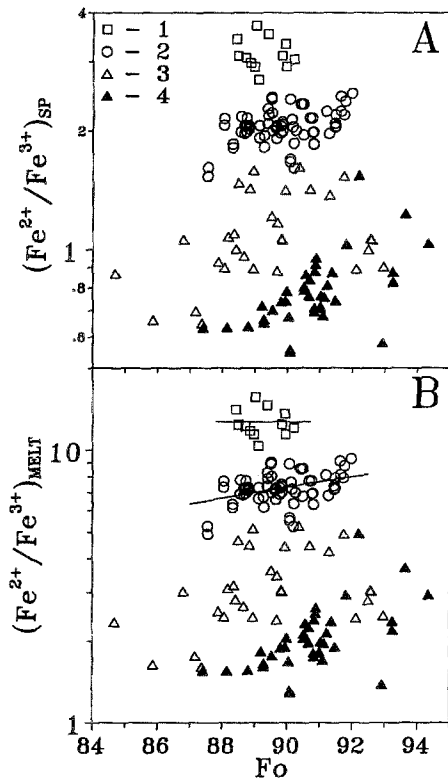 4
□ - 1
○ - 2
△ - 3
▲ - 4
A
(Fe2+/Fe3+)SP
2
1
.8
.6
B
(Fe2+/Fe3+)MELT
10
1
84 86 88 90 92 94
Fo